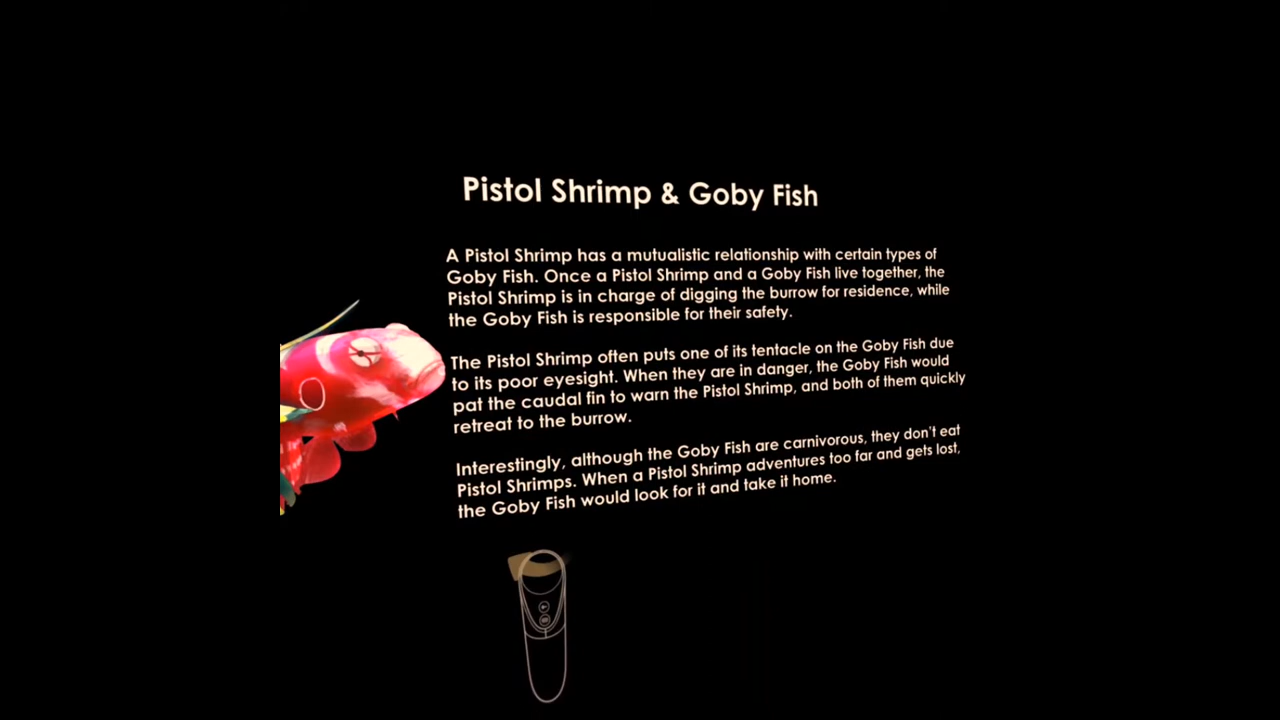 Pistol Shrimp & Goby Fish
A Pistol Shrimp has a mutualistic relationship with certain types of
Goby Fish. Once a Pistol Shrimp and a Goby Fish live together, the
Pistol Shrimp is in charge of digging the burrow for residence, while
the Goby Fish is responsible for their safety.
The Pistol Shrimp often puts one of its tentacle on the Goby Fish due
to its poor eyesight. When they are in danger, the Goby Fish would
pat the caudal fin to warn the Pistol Shrimp, and both of them quickly
retreat to the burrow.
Interestingly, although the Goby Fish are carnivorous, they don't eat
Pistol Shrimps. When a Pistol Shrimp adventures too far and gets lost,
the Goby Fish would look for it and take it home.